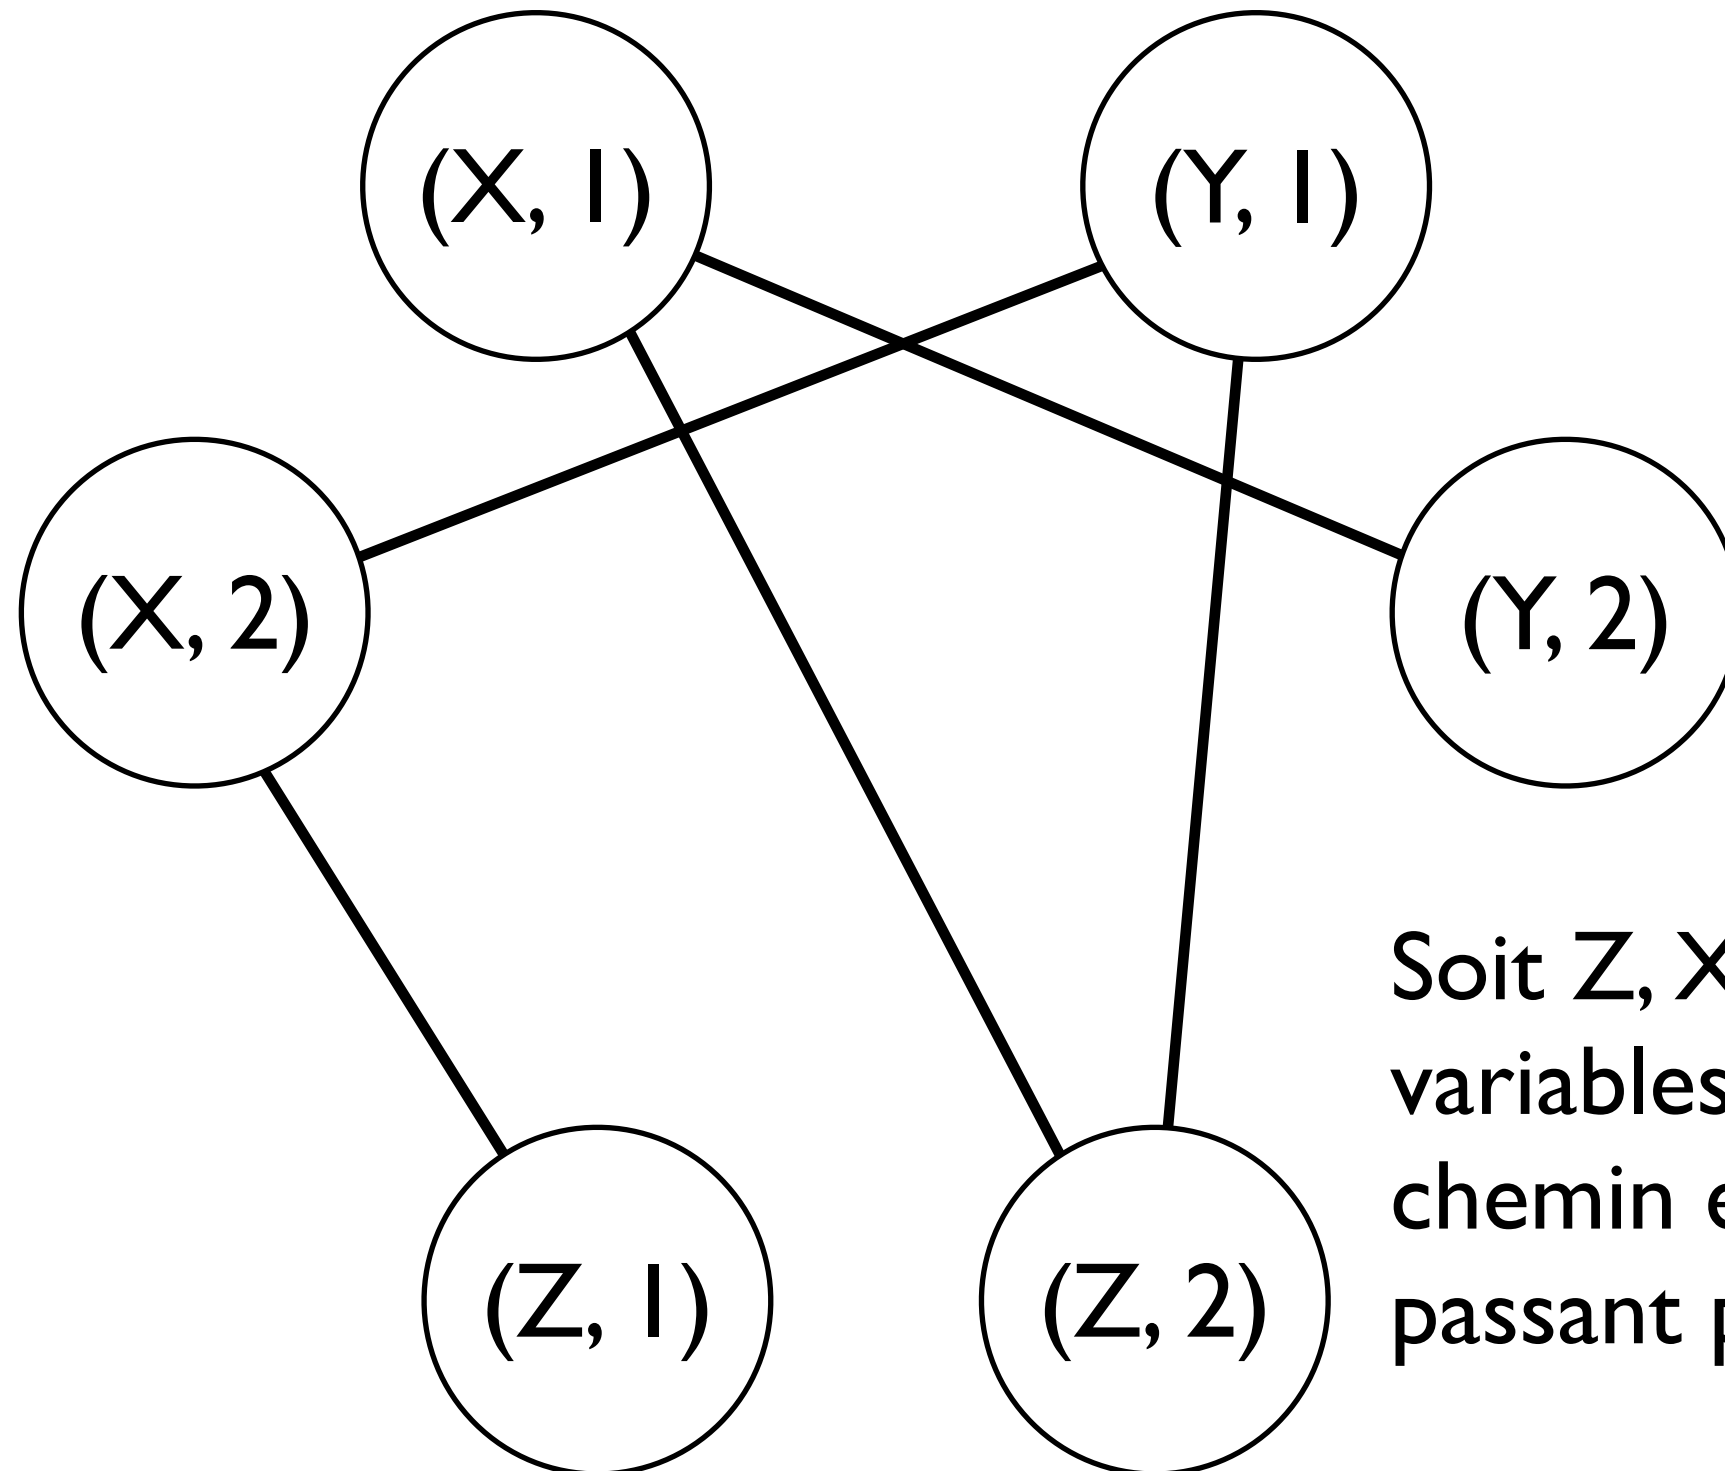 (X, 1)
(Y, 1)
(X, 2)
(Y, 2)
Soit Z, X
variables
chemin
passant
(Z, 1)
(Z, 2)